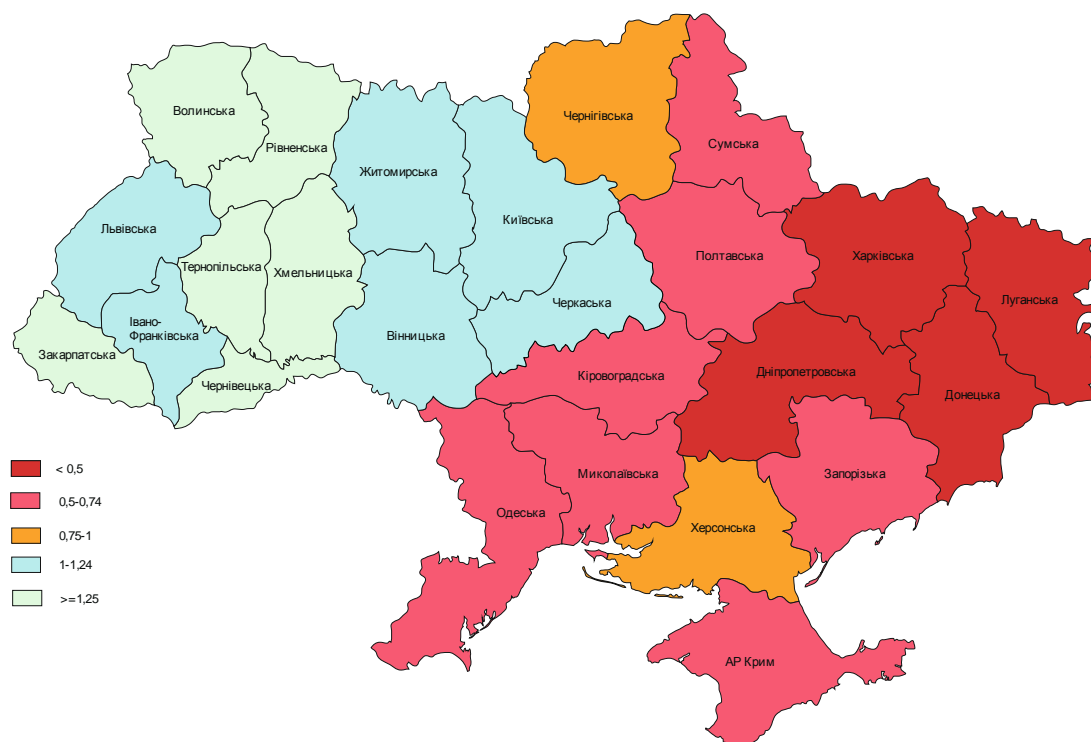 Волинська
Рівненська
Чернігівська
Сумська
Житомирська
Київська
Львівська
Тернопільська
Хмельницька
Полтавська
Харківська
Луганська
Черкаська
Івано-
Франківська
Закарпатська
Чернівецька
Вінницька
Кіровоградська
Дніпропетровська
Донецька
Миколаївська
Запорізька
Одеська
Херсонська
АР Крим
< 0,5
0,5-0,74
0,75-1
1-1,24
>=1,25